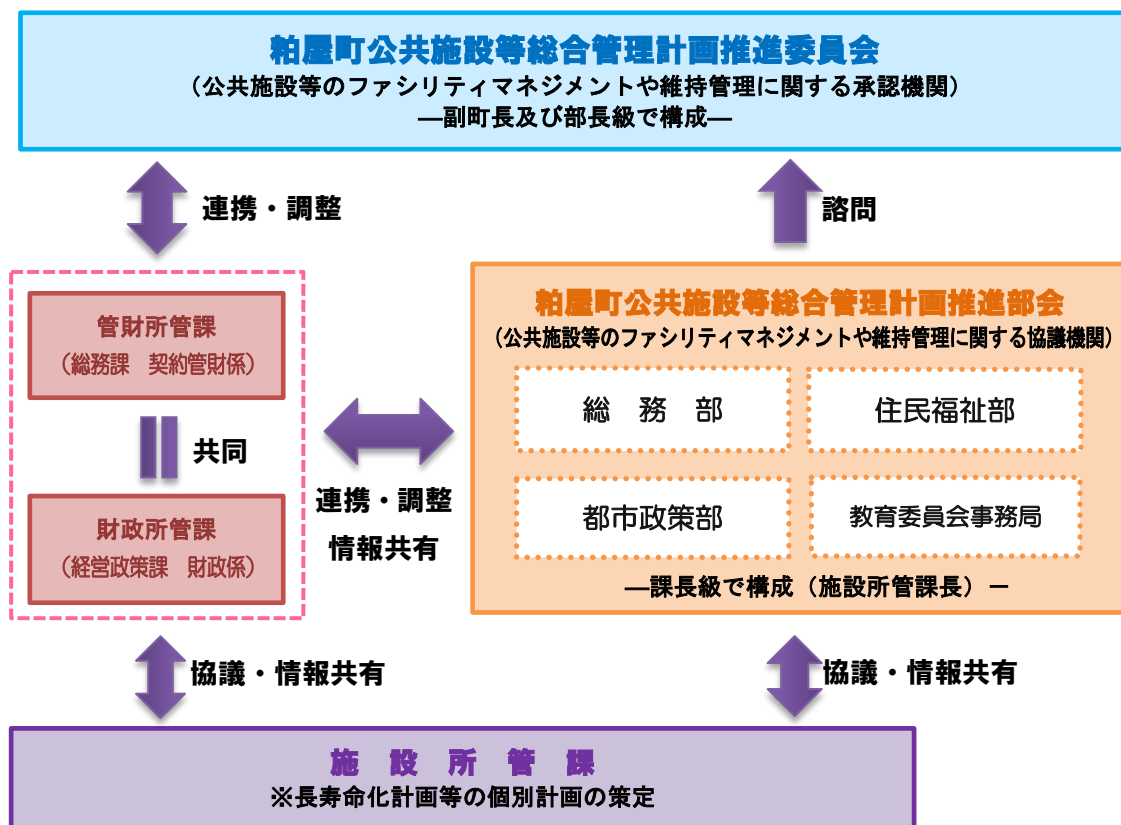 粕屋町公共施設等総合管理計画推進委員会
(公共施設等のファシリティマネジメントや維持管理に関する承認機関)
―副町長及び部長級で構成―
連携・調整
諮問
管財所管課
(総務課　契約管財係)
共同
財政所管課
(経営政策課　財政係)
連携・調整
情報共有
粕屋町公共施設等総合管理計画推進部会
(公共施設等のファシリティマネジメントや維持管理に関する協議機関)
総　務　部
住民福祉部
都市政策部
教育委員会事務局
―課長級で構成（施設所管課長）－
協議・情報共有
協議・情報共有
施　設　所　管　課
※長寿命化計画等の個別計画の策定